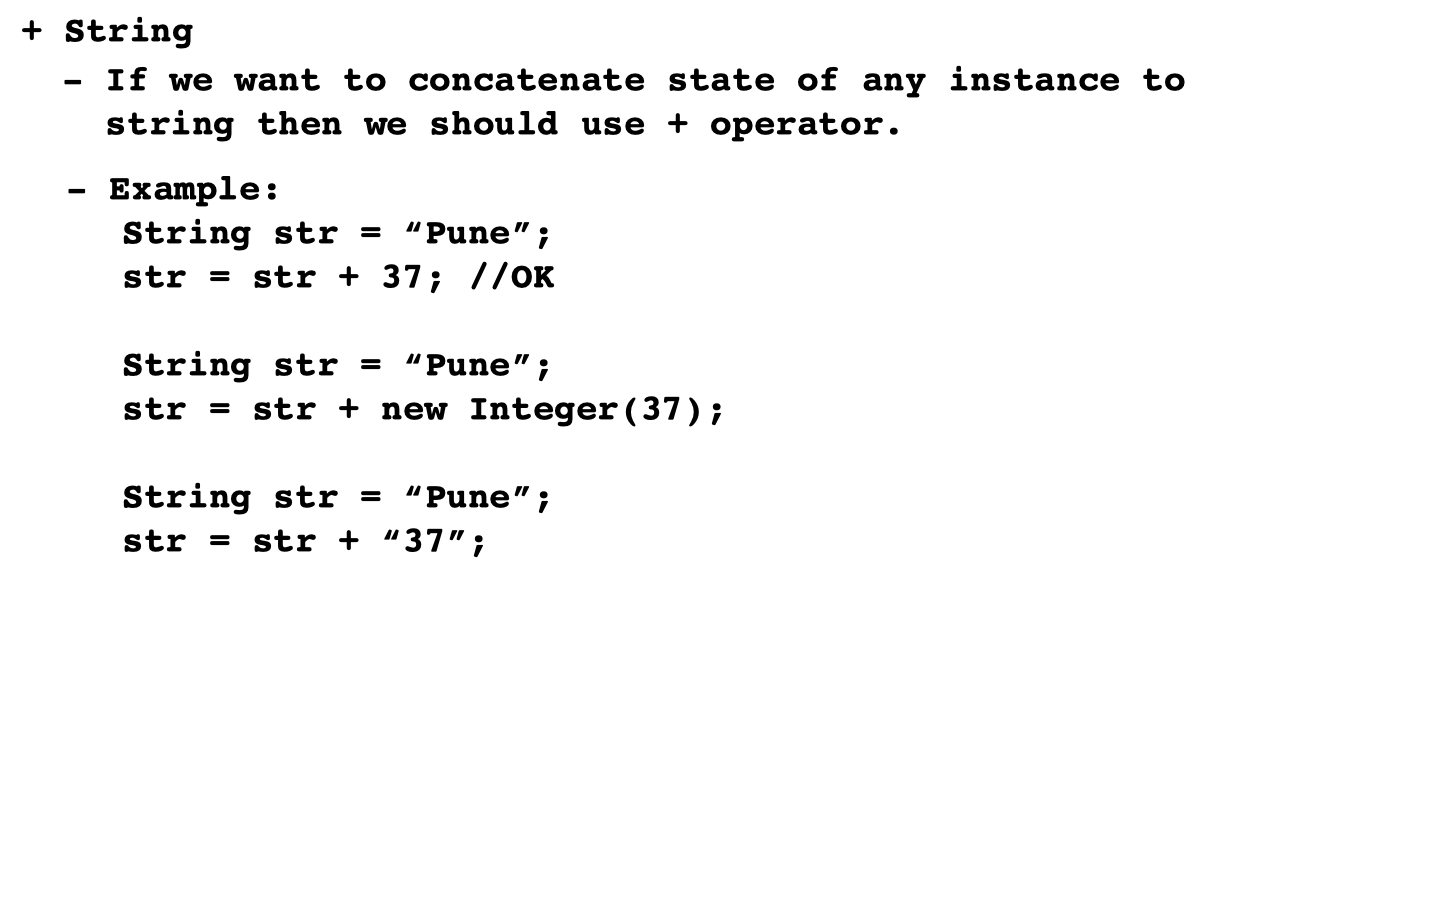 + String
- If we want to concatenate state of any instance to
string then we should use + operator.
- Example:
String str = “Pune”;
str = str + 37; //OK
String str = “Pune”;
str = str + new Integer(37);
String str = “Pune”;
str = str + “37”;